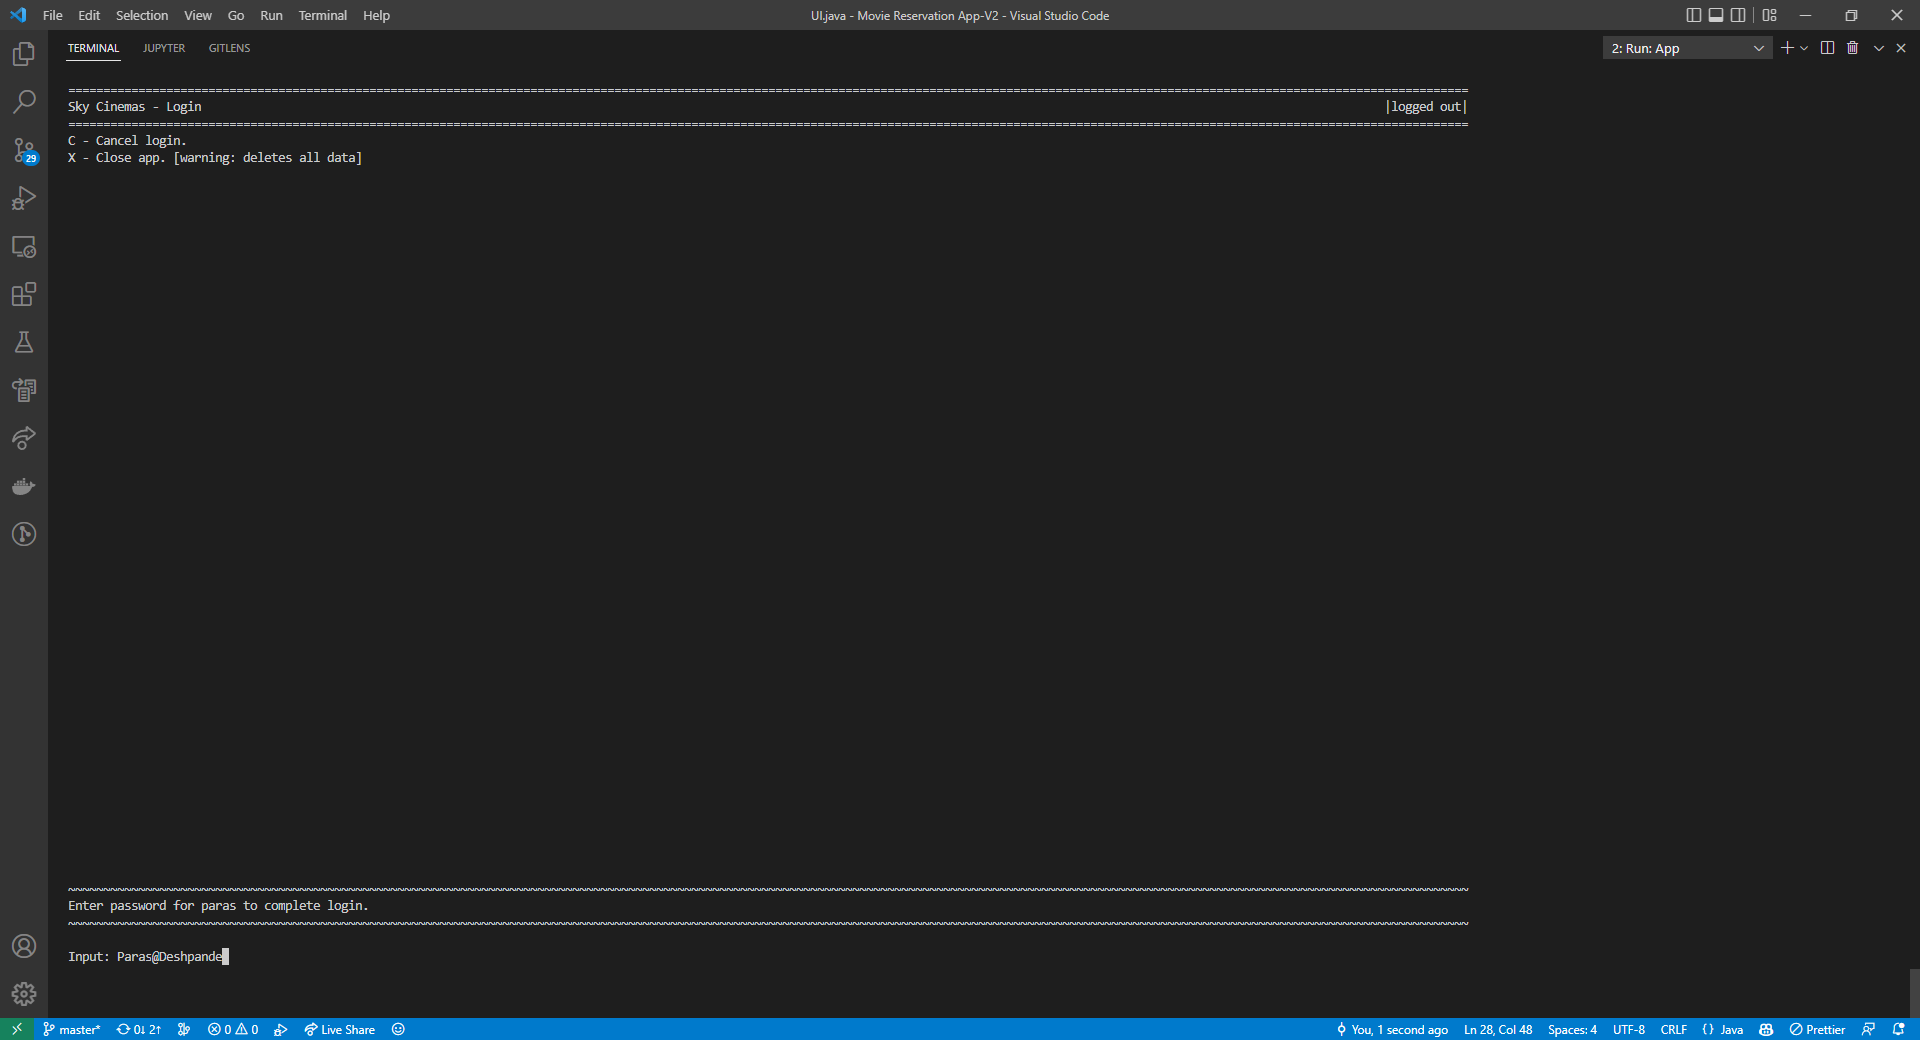 File Edit Selection View Go Run Terminal Help UI.java - Movie Reservation App-V2 - Visual Studio Code
TERMINAL JUPYTER GITLENS 2: Run: App
Sky Cinemas - Login |logged out|
C - Cancel login.
X - Close app. [warning: deletes all data]
29
Enter password for paras to complete login.
Input: Paras@Deshpande
master* 0↓ 2↑ 0 0 Live Share You, 1 second ago Ln 28, Col 48 Spaces: 4 UTF-8 CRLF {} Java Prettier